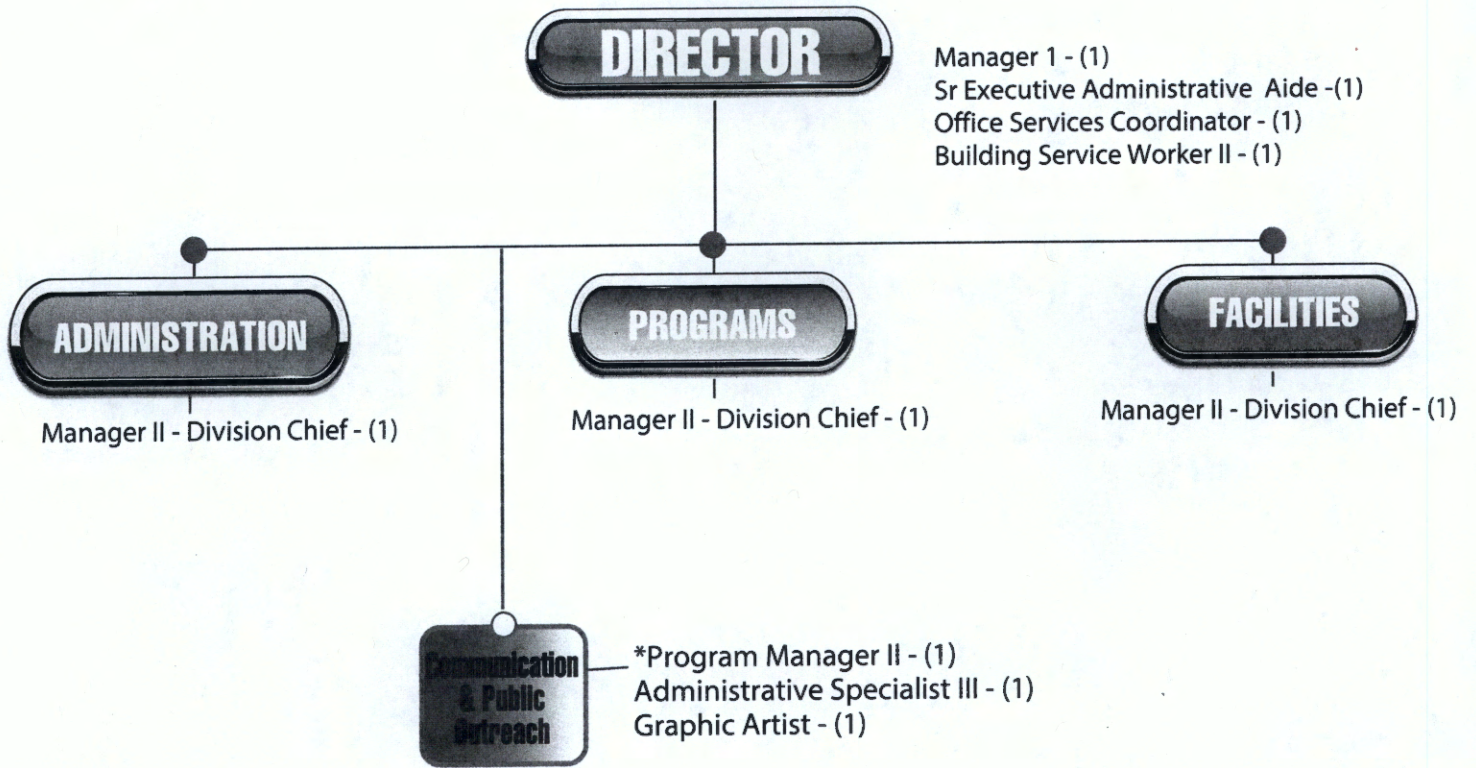 DIRECTOR
Manager 1 - (1)
Sr Executive Administrative Aide -(1)
Office Services Coordinator - (1)
Building Service Worker II - (1)
ADMINISTRATION
Manager II - Division Chief - (1)
PROGRAMS
Manager II - Division Chief - (1)
FACILITIES
Manager II - Division Chief - (1)
Communication
& Public
Outreach
*Program Manager II - (1)
Administrative Specialist III - (1)
Graphic Artist - (1)